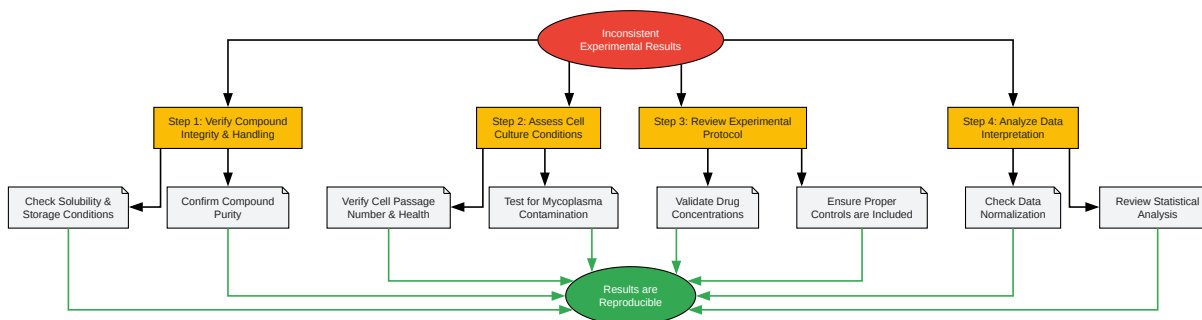 Inconsistent
Experimental Results
Step 1: Verify Compound
Integrity & Handling
Step 2: Assess Cell
Culture Conditions
Step 3: Review Experimental
Protocol
Step 4: Analyze Data
Interpretation
Check Solubility &
Storage Conditions
Confirm Compound
Purity
Verify Cell Passage
Number & Health
Test for Mycoplasma
Contamination
Validate Drug
Concentrations
Ensure Proper
Controls are Included
Check Data
Normalization
Review Statistical
Analysis
Results are
Reproducible